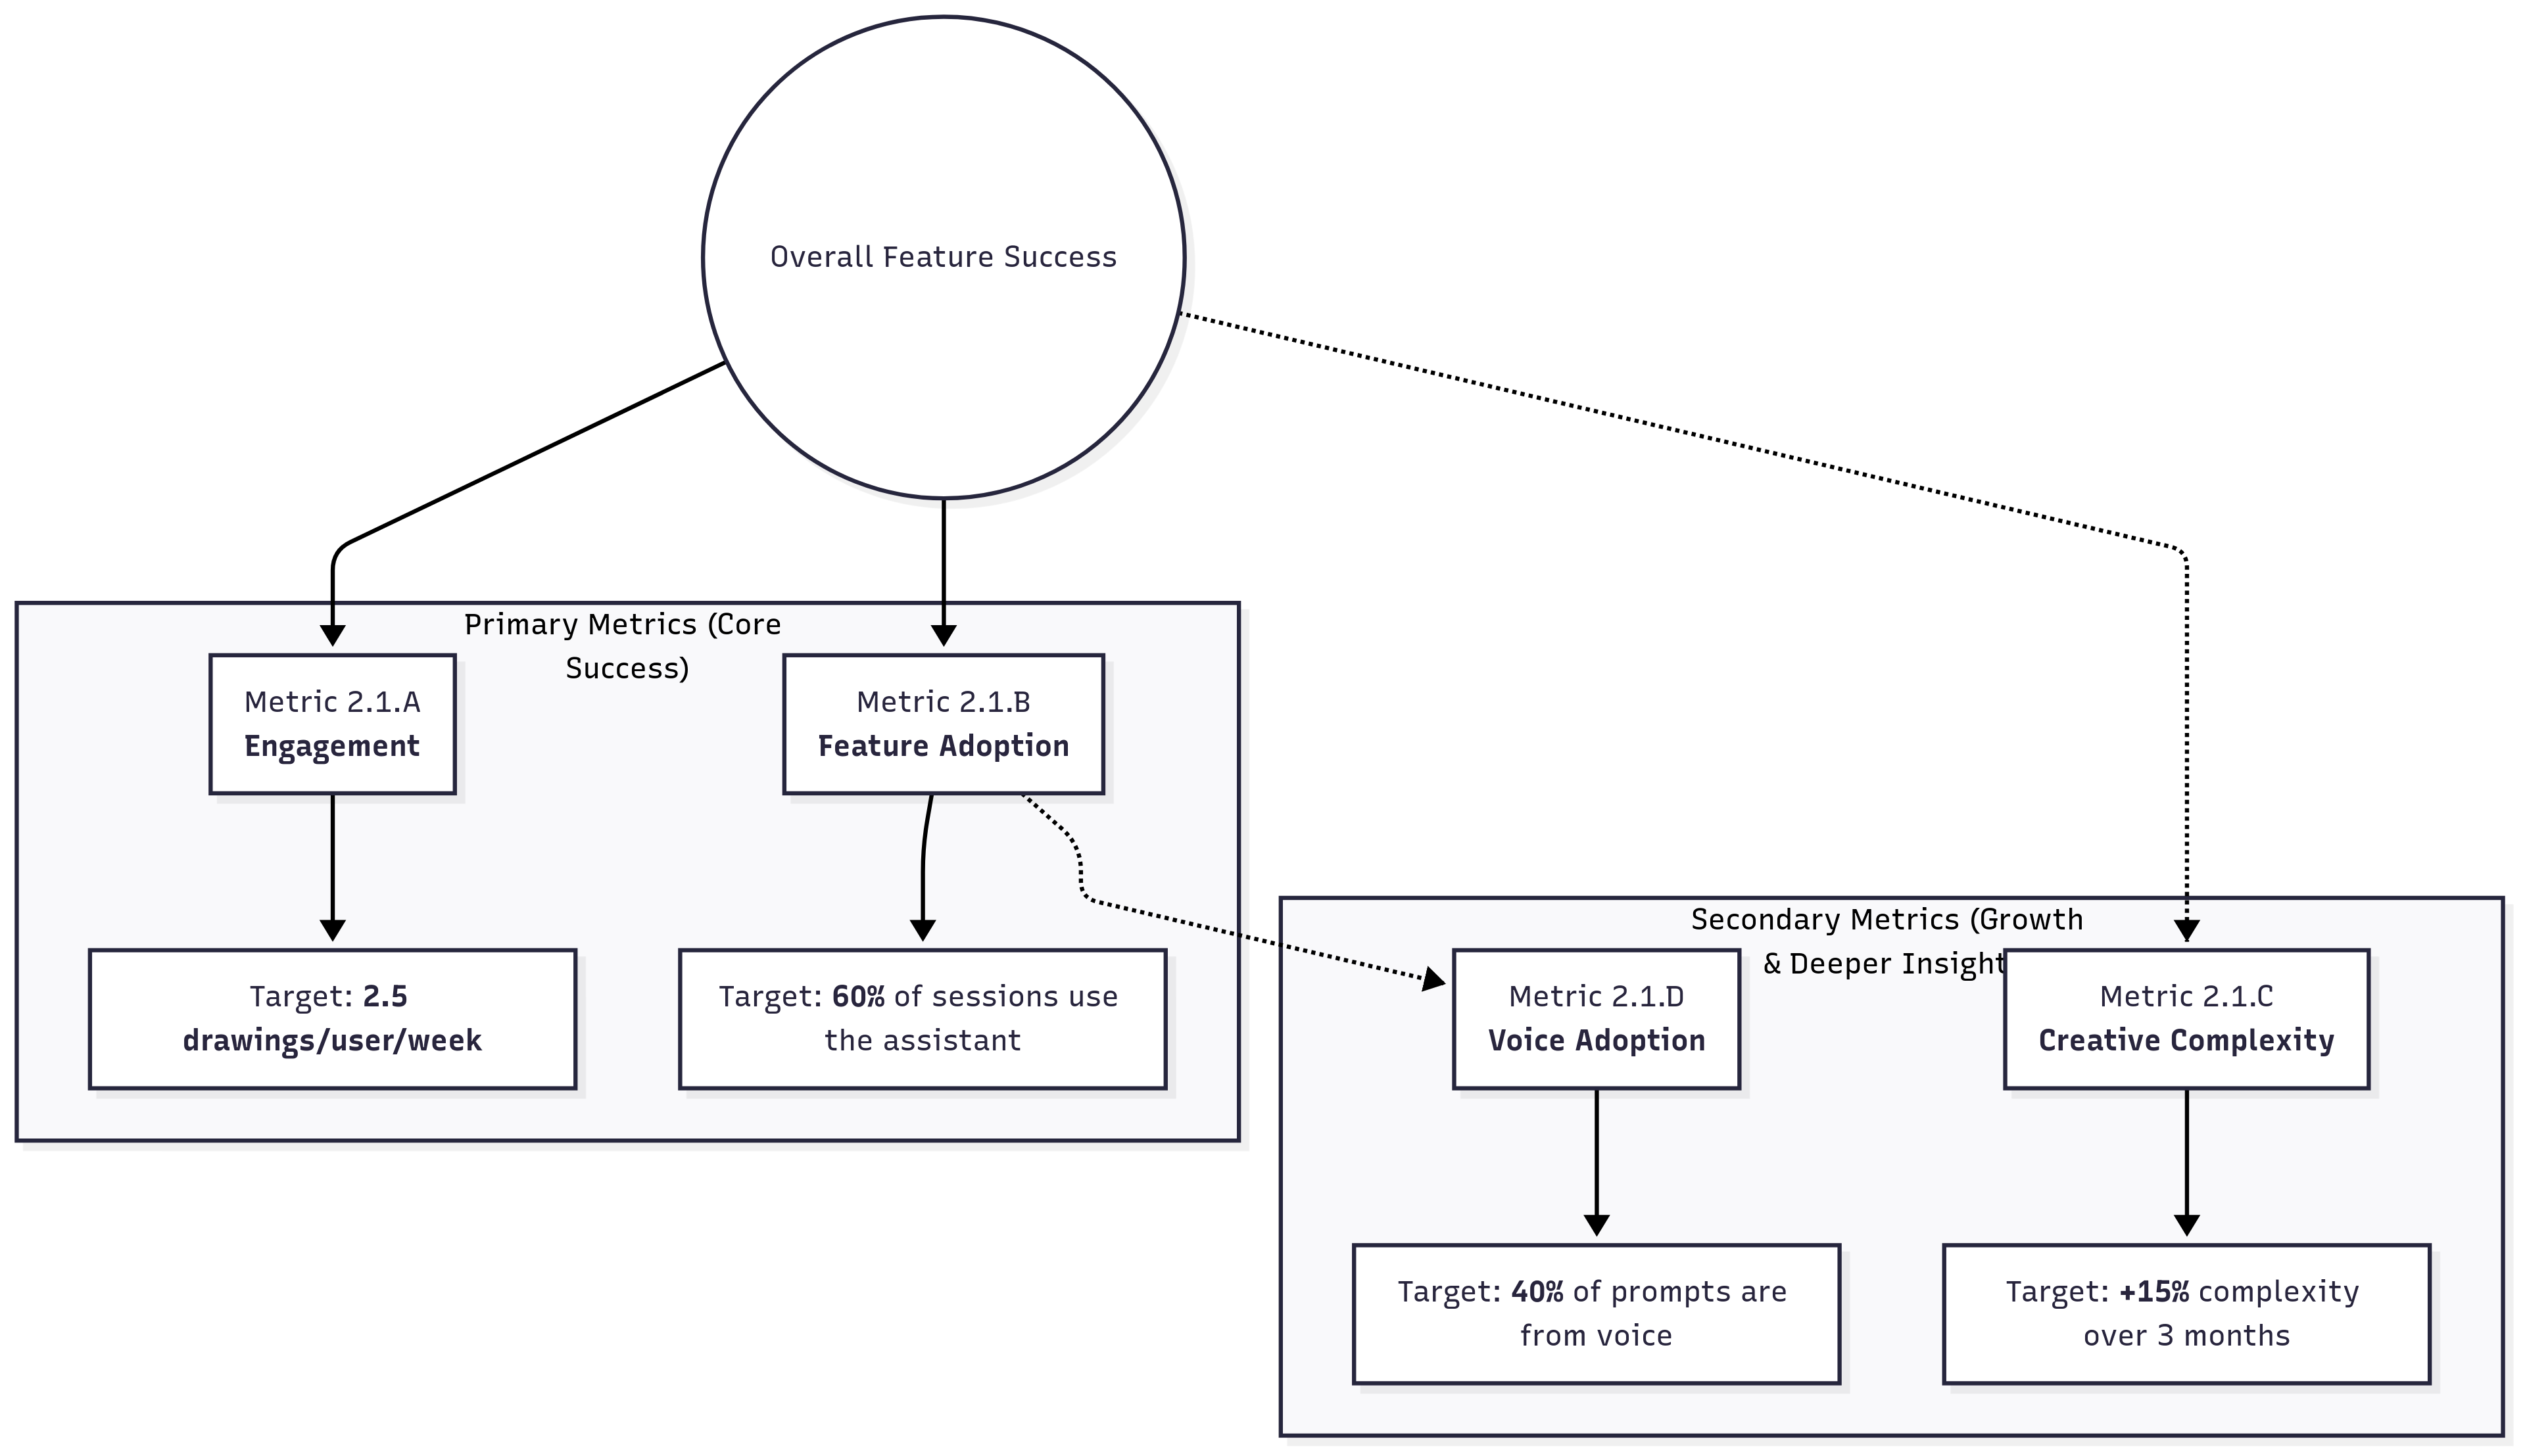 Overall Feature Success
Primary Metrics (Core
Success)
Metric 2.1.A
Engagement
Metric 2.1.B
Feature Adoption
Target: 2.5
drawings/user/week
Target: 60% of sessions use
the assistant
Secondary Metrics (Growth
& Deeper Insight
Metric 2.1.D
Voice Adoption
Metric 2.1.C
Creative Complexity
Target: 40% of prompts are
from voice
Target: +15% complexity
over 3 months